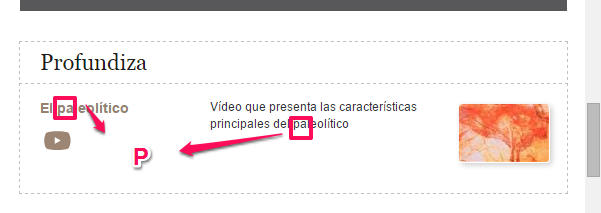 Profundiza
El paleolítico
Vídeo que presenta las características
principales del paleolítico
P